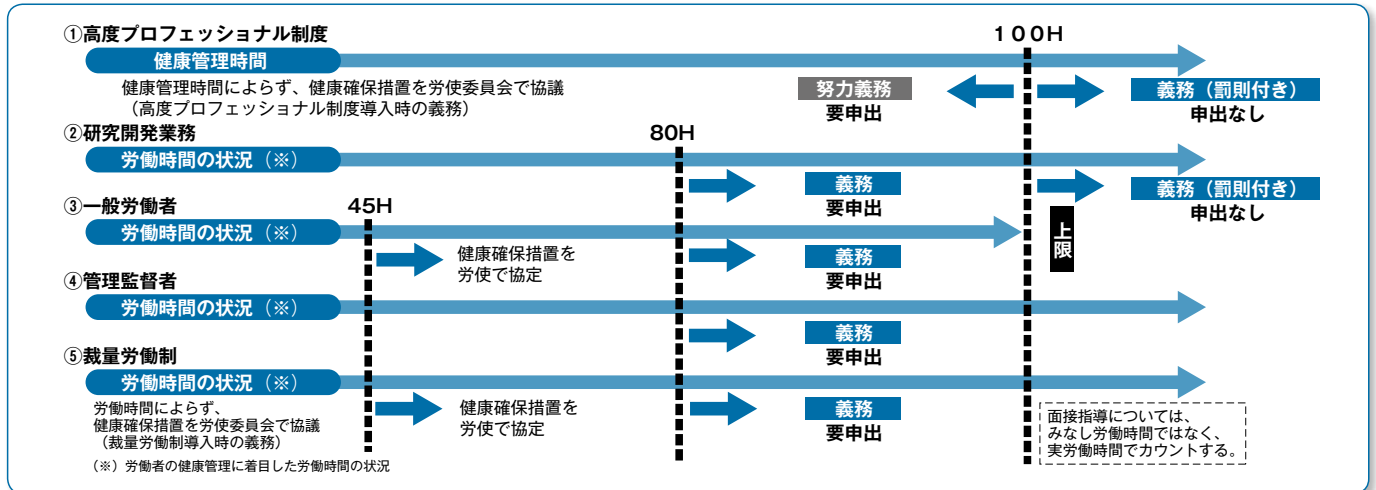 ①高度プロフェッショナル制度
100H
健康管理時間
健康管理時間によらず、健康確保措置を労使委員会で協議
（高度プロフェッショナル制度導入時の義務）
努力義務
要申出
義務（罰則付き）
申出なし
②研究開発業務
80H
労働時間の状況（※）
義務
要申出
義務（罰則付き）
申出なし
③一般労働者
45H
労働時間の状況（※）
上限
健康確保措置を
労使で協定
義務
要申出
④管理監督者
労働時間の状況（※）
義務
要申出
⑤裁量労働制
労働時間の状況（※）
労働時間によらず、
健康確保措置を労使委員会で協議
（裁量労働制導入時の義務）
健康確保措置を
労使で協定
義務
要申出
面接指導については、
みなし労働時間ではなく、
実労働時間でカウントする。
（※）労働者の健康管理に着目した労働時間の状況